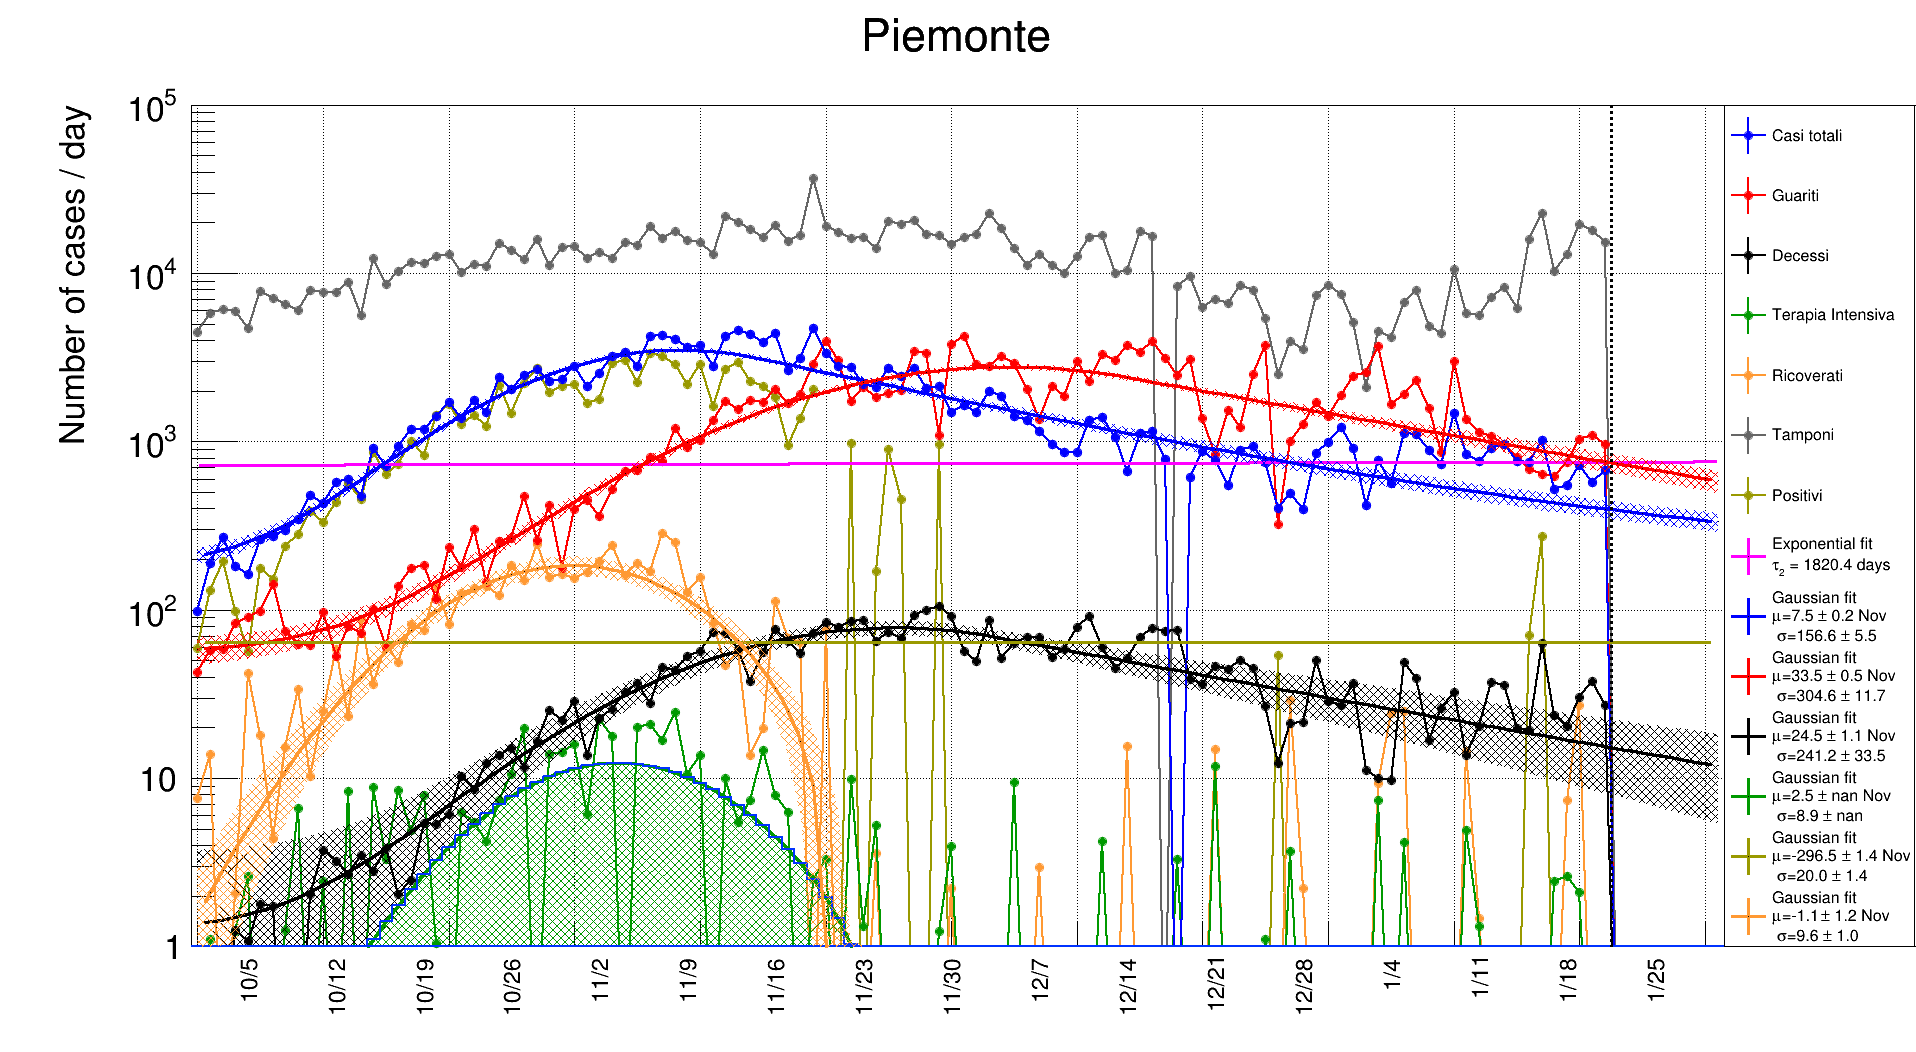 Piemonte
Number of cases / day
10^5
10^4
10^3
10^2
10
1
10/5
10/12
10/19
10/26
11/2
11/9
11/16
11/23
11/30
12/7
12/14
12/21
12/28
1/4
1/11
1/18
1/25
Casi totali
Guariti
Decessi
Terapia Intensiva
Ricoverati
Tamponi
Positivi
Exponential fit
τ₂ = 1820.4 days
Gaussian fit
μ=7.5 ± 0.2 Nov
σ=156.6 ± 5.5
Gaussian fit
μ=33.5 ± 0.5 Nov
σ=304.6 ± 11.7
Gaussian fit
μ=24.5 ± 1.1 Nov
σ=241.2 ± 33.5
Gaussian fit
μ=2.5 ± nan Nov
σ=8.9 ± nan
Gaussian fit
μ=-296.5 ± 1.4 Nov
σ=20.0 ± 1.4
Gaussian fit
μ=-1.1 ± 1.2 Nov
σ=9.6 ± 1.0